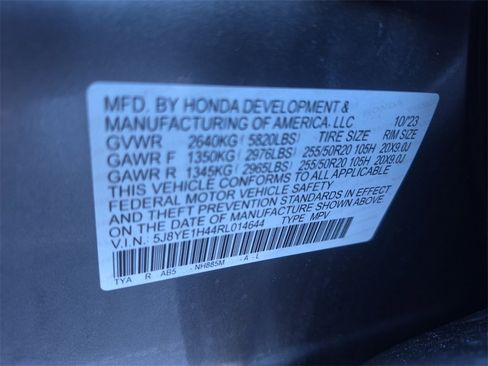 MFD. BY HONDA DEVELOPMENT &
MANUFACTURING OF AMERICA, LLC 10/23
GVWR 2640KG ( 5820LBS) TIRE SIZE RIM SIZE
GAWR F 1350KG ( 2976LBS) 255/50R20 105H 20X9.0J
GAWR R 1345KG ( 2965LBS) 255/50R20 105H 20X9.0J
THIS VEHICLE CONFORMS TO ALL APPLICABLE
FEDERAL MOTOR VEHICLE SAFETY
AND THEFT PREVENTION STANDARDS IN EFFECT
ON THE DATE OF MANUFACTURE SHOWN ABOVE.
V.I.N: 5J8YE1H44RL014644 TYPE MPV
TYA R AB5 - NH885M - A - L